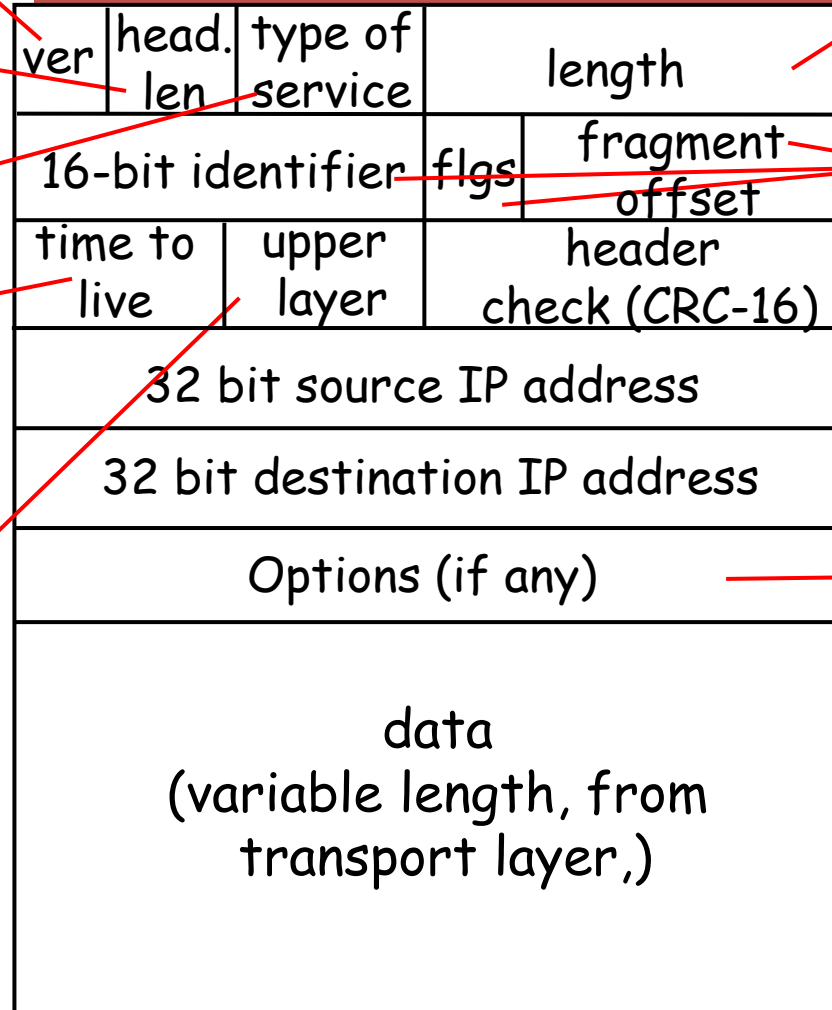 ver
head.
len
type of
service
length
16-bit identifier
flgs
fragment
offset
time to
live
upper
layer
header
check (CRC-16)
32 bit source IP address
32 bit destination IP address
Options (if any)
data
(variable length, from
transport layer,)